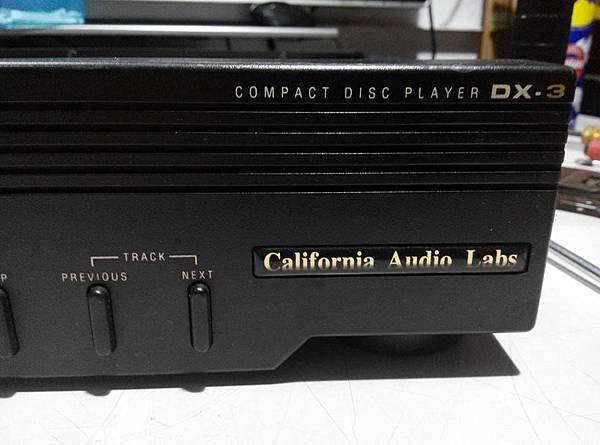 COMPACT DISC PLAYER DX-3
TRACK
PREVIOUS NEXT
California Audio Labs